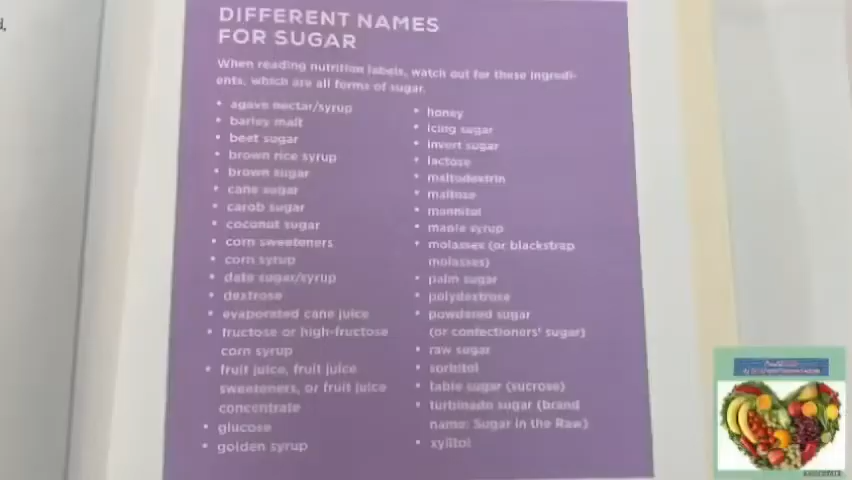 d,
DIFFERENT NAMES
FOR SUGAR
When reading nutrition labels, watch out for these ingredi-
ents, which are all forms of sugar.
• agave nectar/syrup
• barley malt
• beet sugar
• brown rice syrup
• brown sugar
• cane sugar
• carob sugar
• coconut sugar
• corn sweeteners
• corn syrup
• date sugar/syrup
• dextrose
• evaporated cane juice
• fructose or high-fructose
corn syrup
• fruit juice, fruit juice
sweeteners, or fruit juice
concentrate
• glucose
• golden syrup
• honey
• icing sugar
• invert sugar
• lactose
• maltodextrin
• maltose
• mannitol
• maple syrup
• molasses (or blackstrap
molasses)
• palm sugar
• polydextrose
• powdered sugar
(or confectioners' sugar)
• raw sugar
• sorbitol
• table sugar (sucrose)
• turbinado sugar (brand
name: Sugar in the Raw)
• xylitol